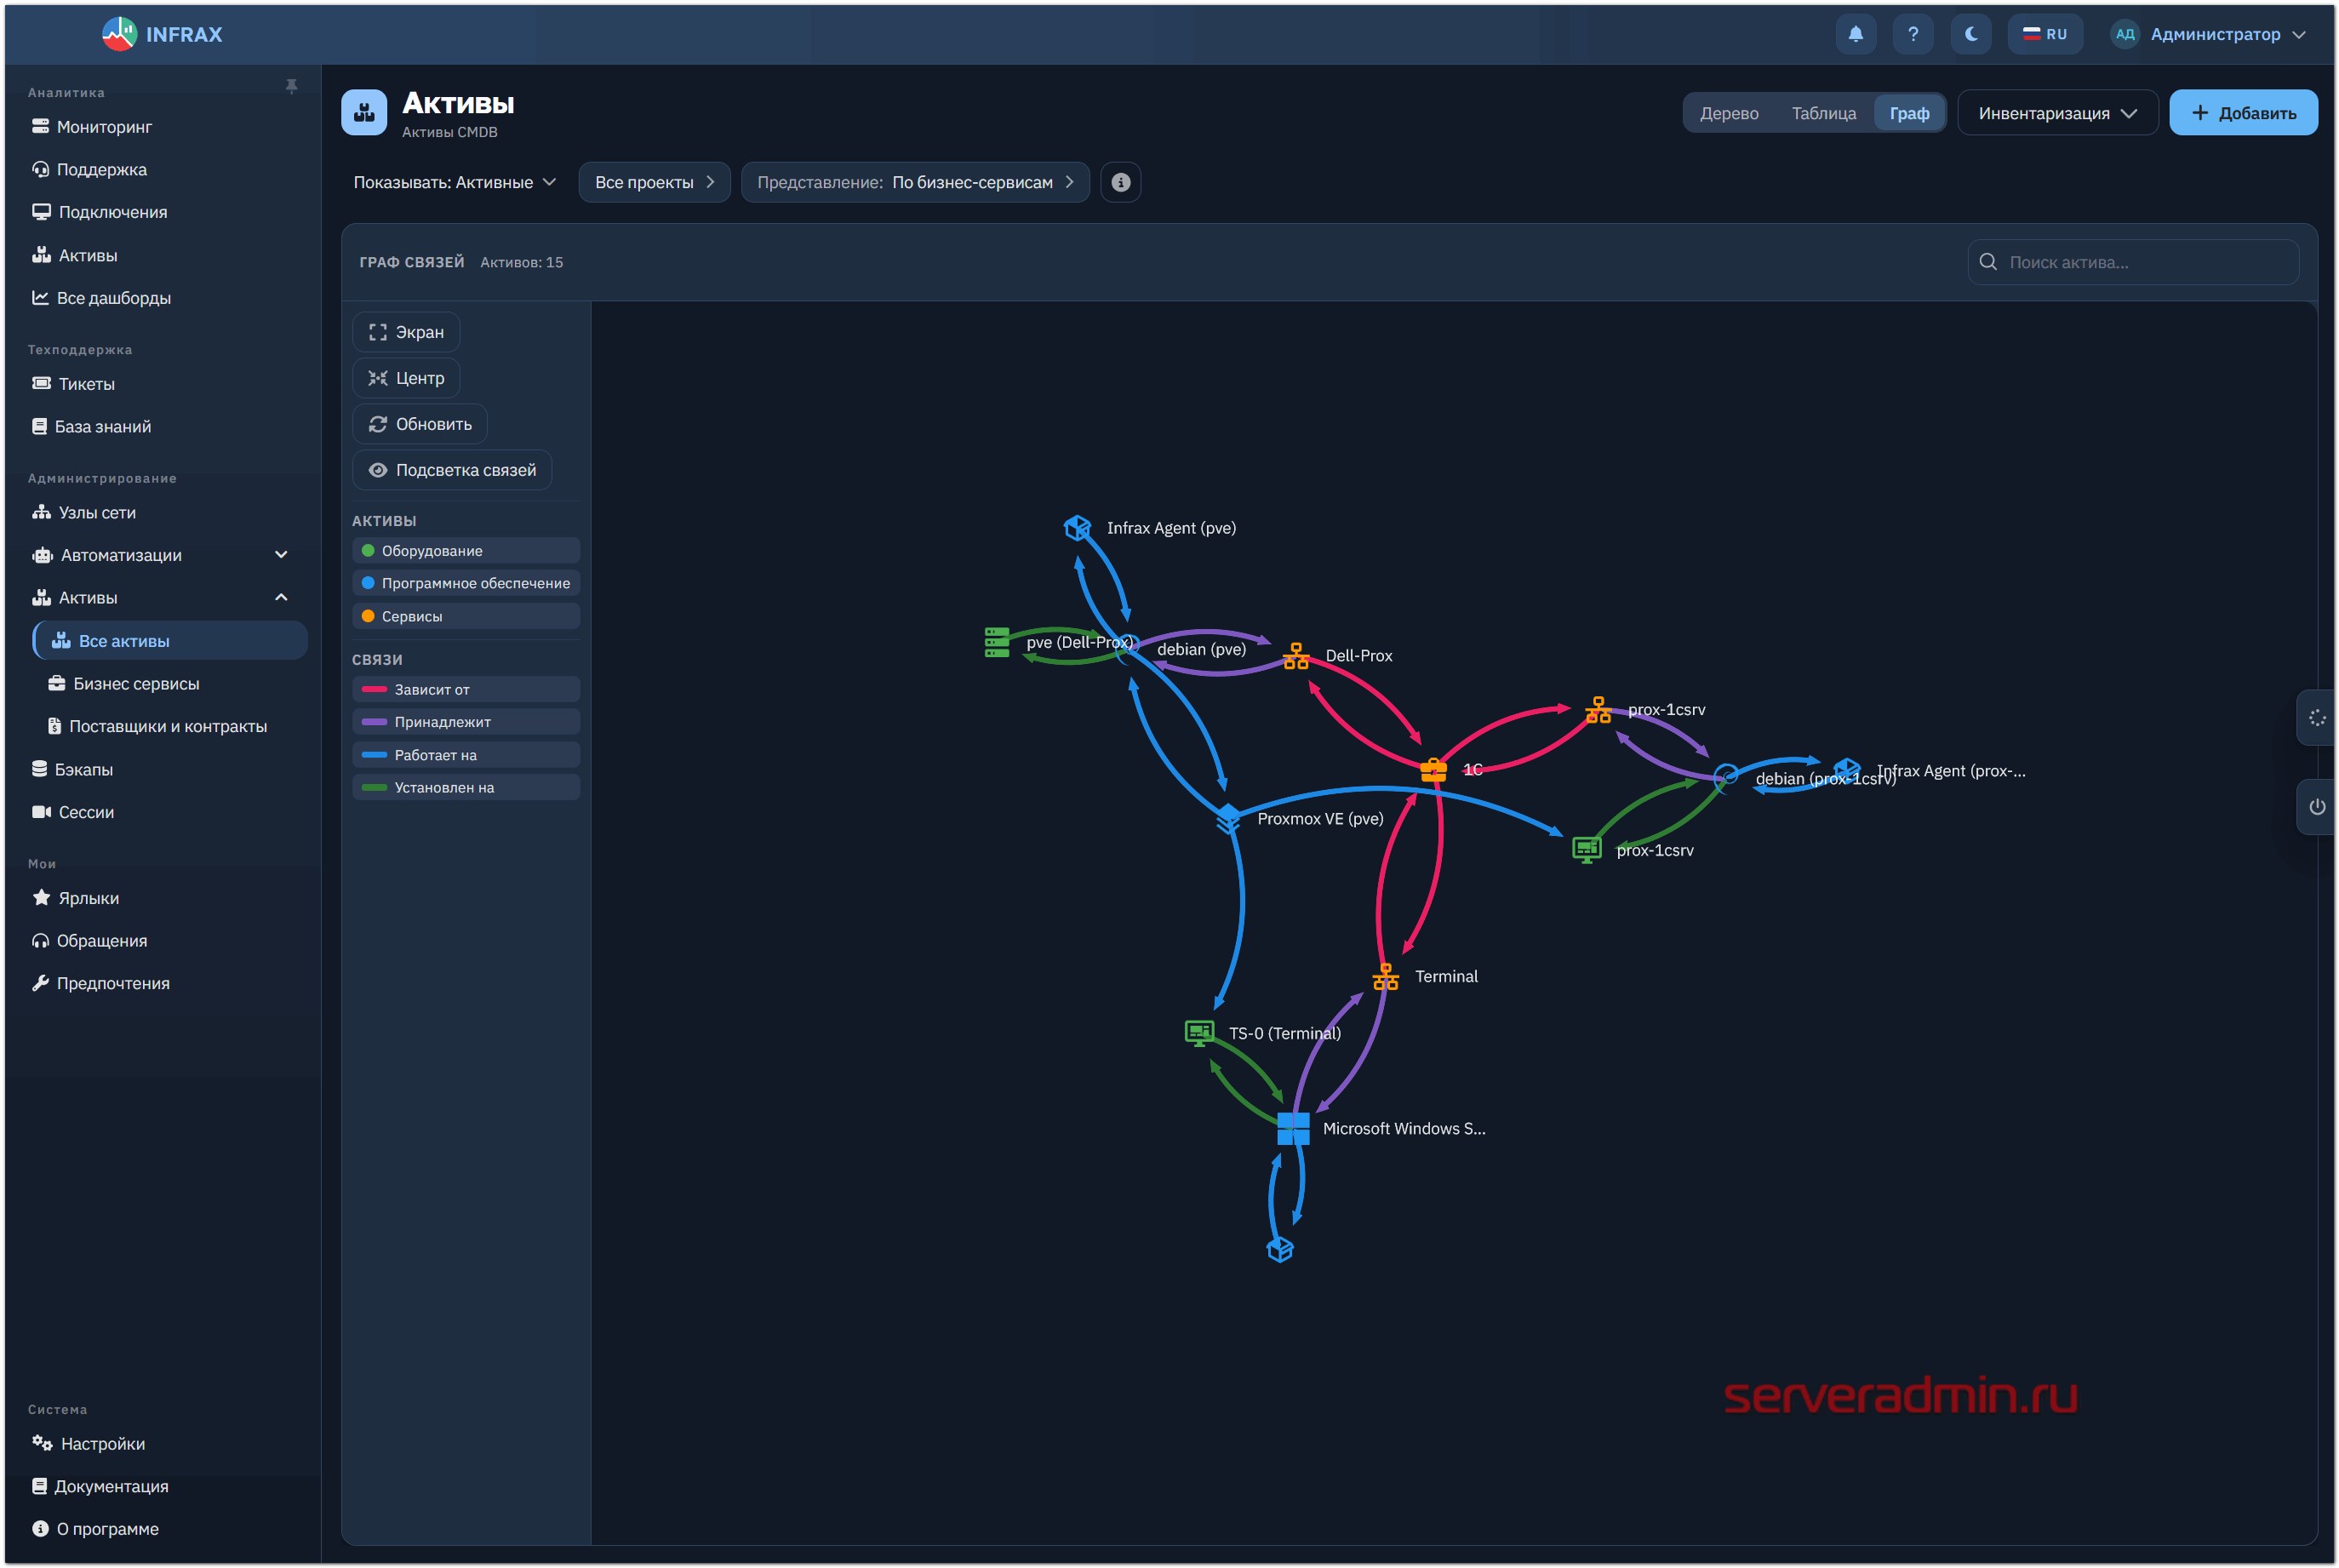 INFRAX
?
RU
АД
Администратор
Аналитика
Мониторинг
Поддержка
Подключения
Активы
Все дашборды
Техподдержка
Тикеты
База знаний
Администрирование
Узлы сети
Автоматизации
Активы
Все активы
Бизнес сервисы
Поставщики и контракты
Бэкапы
Сессии
Мои
Ярлыки
Обращения
Предпочтения
Система
Настройки
Документация
О программе
Активы
Активы CMDB
Дерево
Таблица
Граф
Инвентаризация
Добавить
Показывать: Активные
Все проекты
Представление: По бизнес-сервисам
ГРАФ СВЯЗЕЙ
Активов: 15
Поиск актива...
Экран
Центр
Обновить
Подсветка связей
АКТИВЫ
Оборудование
Программное обеспечение
Сервисы
СВЯЗИ
Зависит от
Принадлежит
Работает на
Установлен на
Infrax Agent (pve)
pve (Dell-Prox)
debian (pve)
Dell-Prox
prox-1csrv
1C
debian (prox-1csrv)
Infrax Agent (prox-...
Proxmox VE (pve)
prox-1csrv
Terminal
TS-0 (Terminal)
Microsoft Windows S...
serveradmin.ru